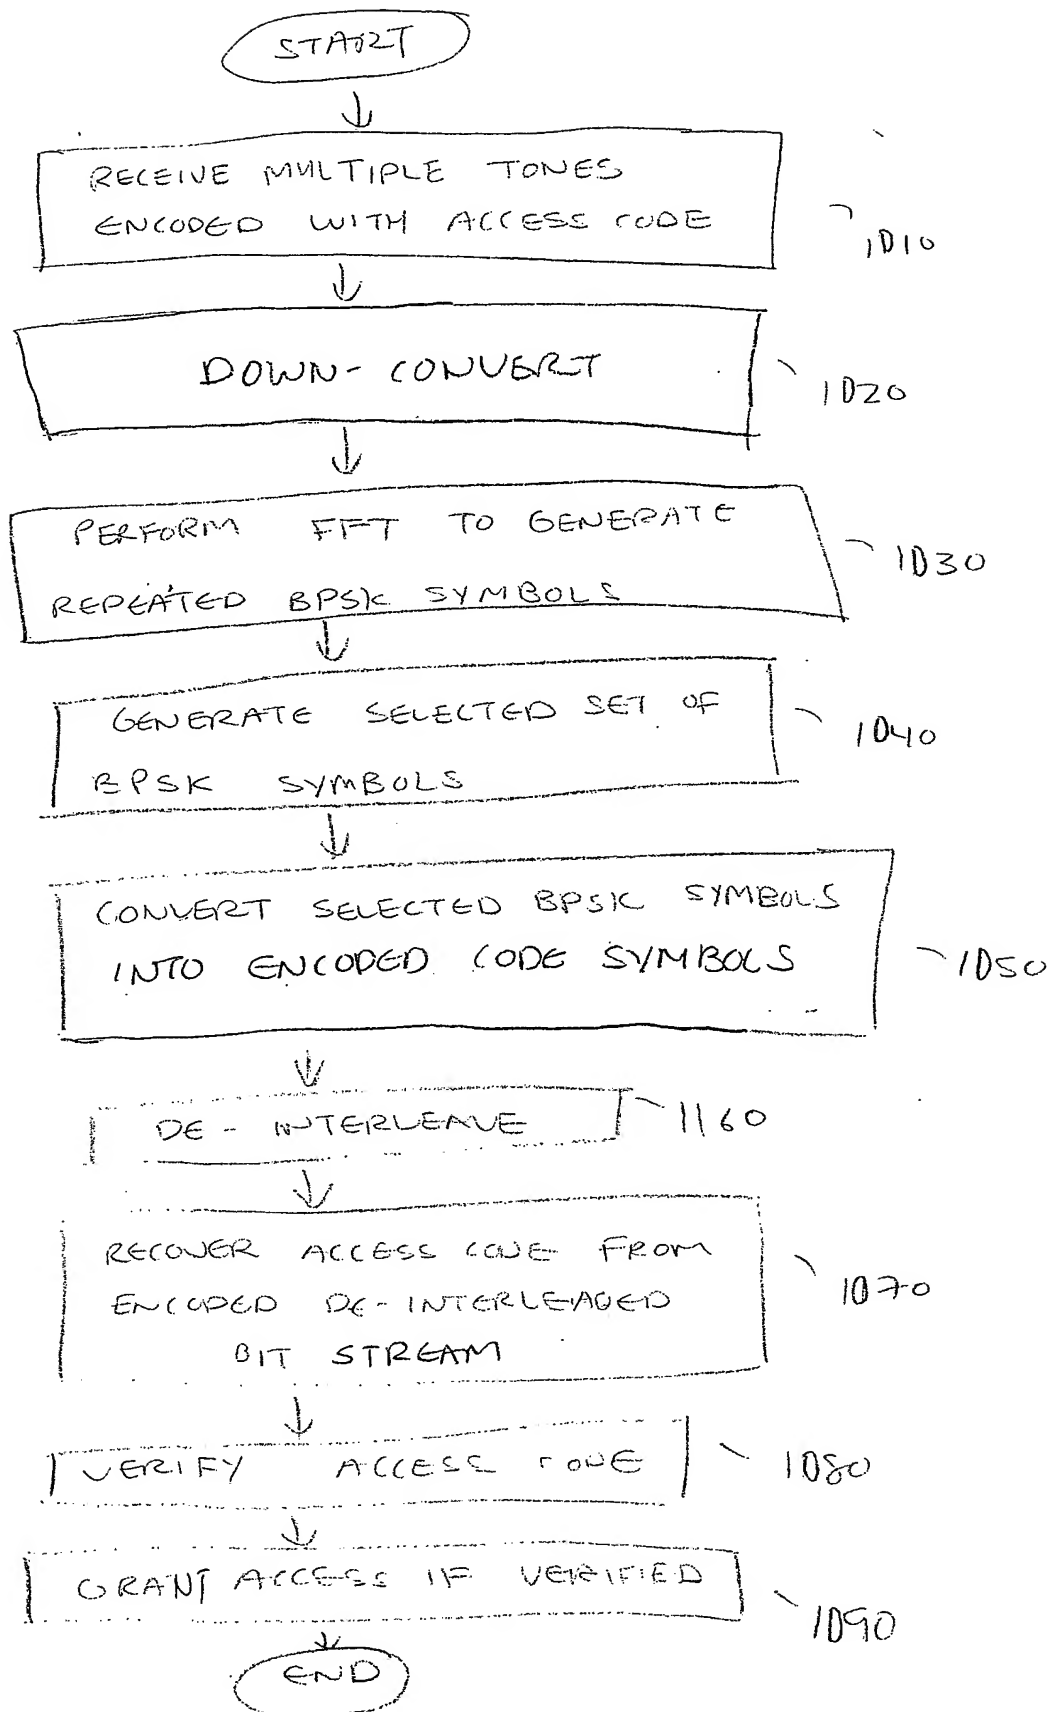 START
RECEIVE MULTIPLE TONES
ENCODED WITH ACCESS CODE
1010
DOWN-CONVERT
1020
PERFORM FFT TO GENERATE
REPEATED BPSK SYMBOLS
1030
GENERATE SELECTED SET OF
BPSK SYMBOLS
1040
CONVERT SELECTED BPSK SYMBOLS
INTO ENCODED CODE SYMBOLS
1050
DE-INTERLEAVE
1160
RECOVER ACCESS CODE FROM
ENCODED DE-INTERLEAVED
BIT STREAM
1070
VERIFY ACCESS CODE
1080
GRANT ACCESS IF VERIFIED
1090
END